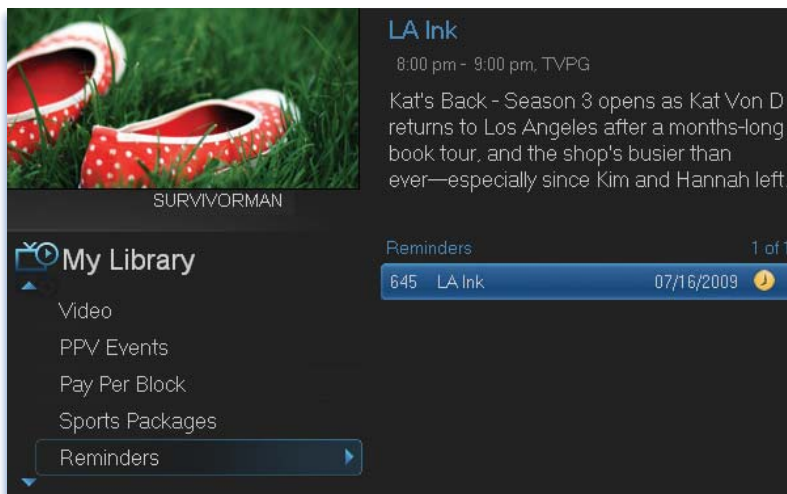 SURVIVORMAN
My Library
Video
PPV Events
Pay Per Block
Sports Packages
Reminders
LA Ink
8:00 pm - 9:00 pm, TVPG
Kat's Back - Season 3 opens as Kat Von D
returns to Los Angeles after a months-long
book tour, and the shop's busier than
ever—especially since Kim and Hannah left.
Reminders 1 of 1
645 LA Ink 07/16/2009